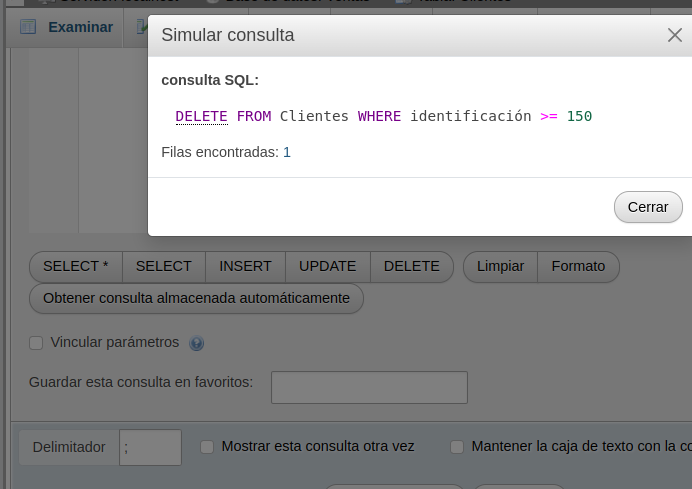 Examinar
Simular consulta
consulta SQL:
DELETE FROM Clientes WHERE identificación >= 150
Filas encontradas: 1
Cerrar
SELECT * SELECT INSERT UPDATE DELETE Limpiar Formato
Obtener consulta almacenada automáticamente
Vincular parámetros
Guardar esta consulta en favoritos:
Delimitador ; Mostrar esta consulta otra vez Mantener la caja de texto con la co